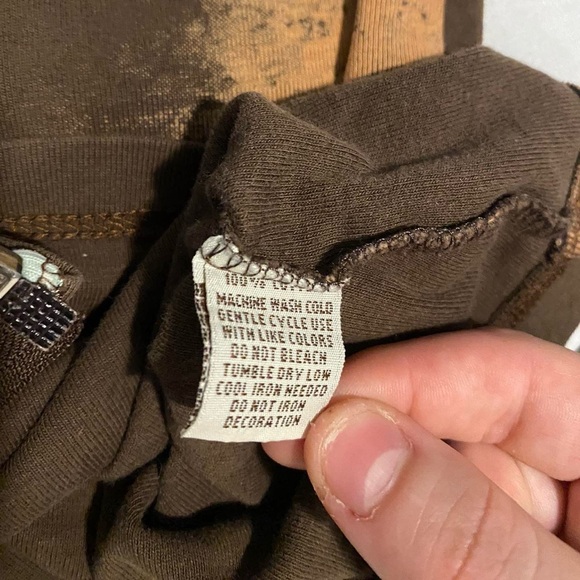 100%
MACHINE WASH COLD
GENTLE CYCLE USE
WITH LIKE COLORS
DO NOT BLEACH
TUMBLE DRY LOW
COOL IRON NEEDED
DO NOT IRON
DECORATION